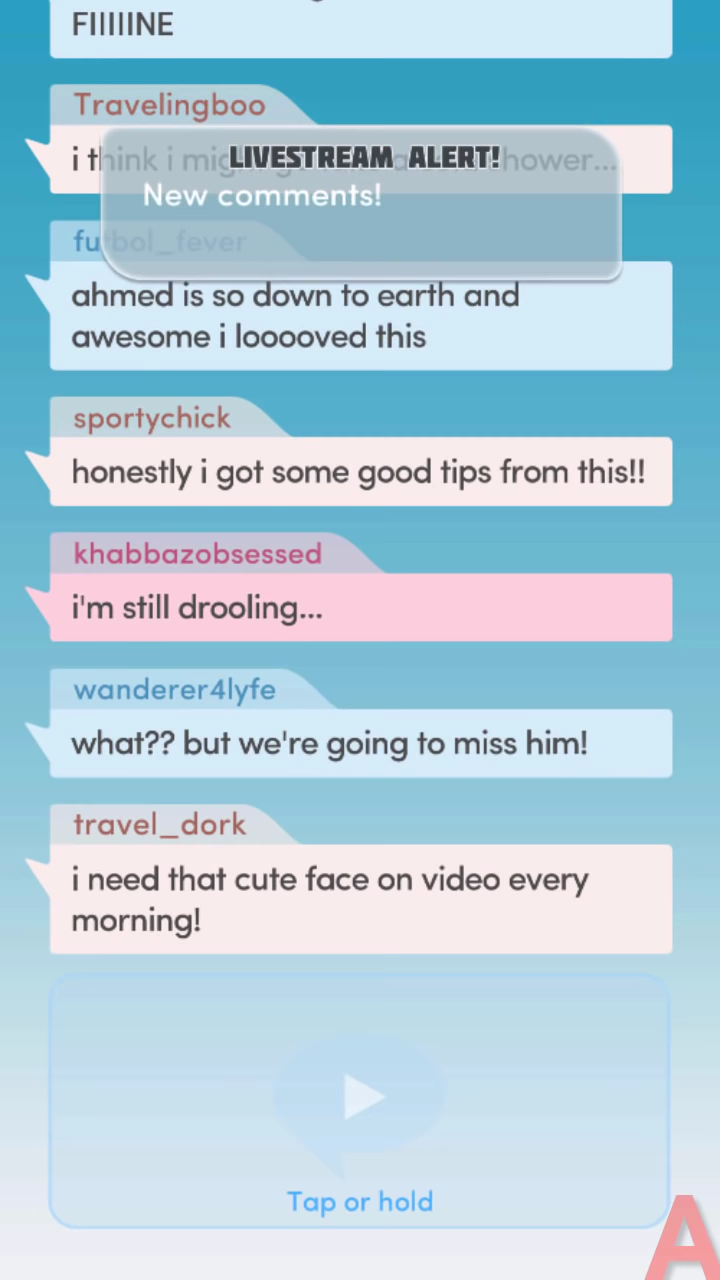 FIIIIINE
Travelingboo
i think i might
hower...
LIVESTREAM ALERT!
New comments!
futbol_fever
ahmed is so down to earth and
awesome i looooved this
sportychick
honestly i got some good tips from this!!
khabbazobsessed
i'm still drooling...
wanderer4lyfe
what?? but we're going to miss him!
travel_dork
i need that cute face on video every
morning!
Tap or hold
A